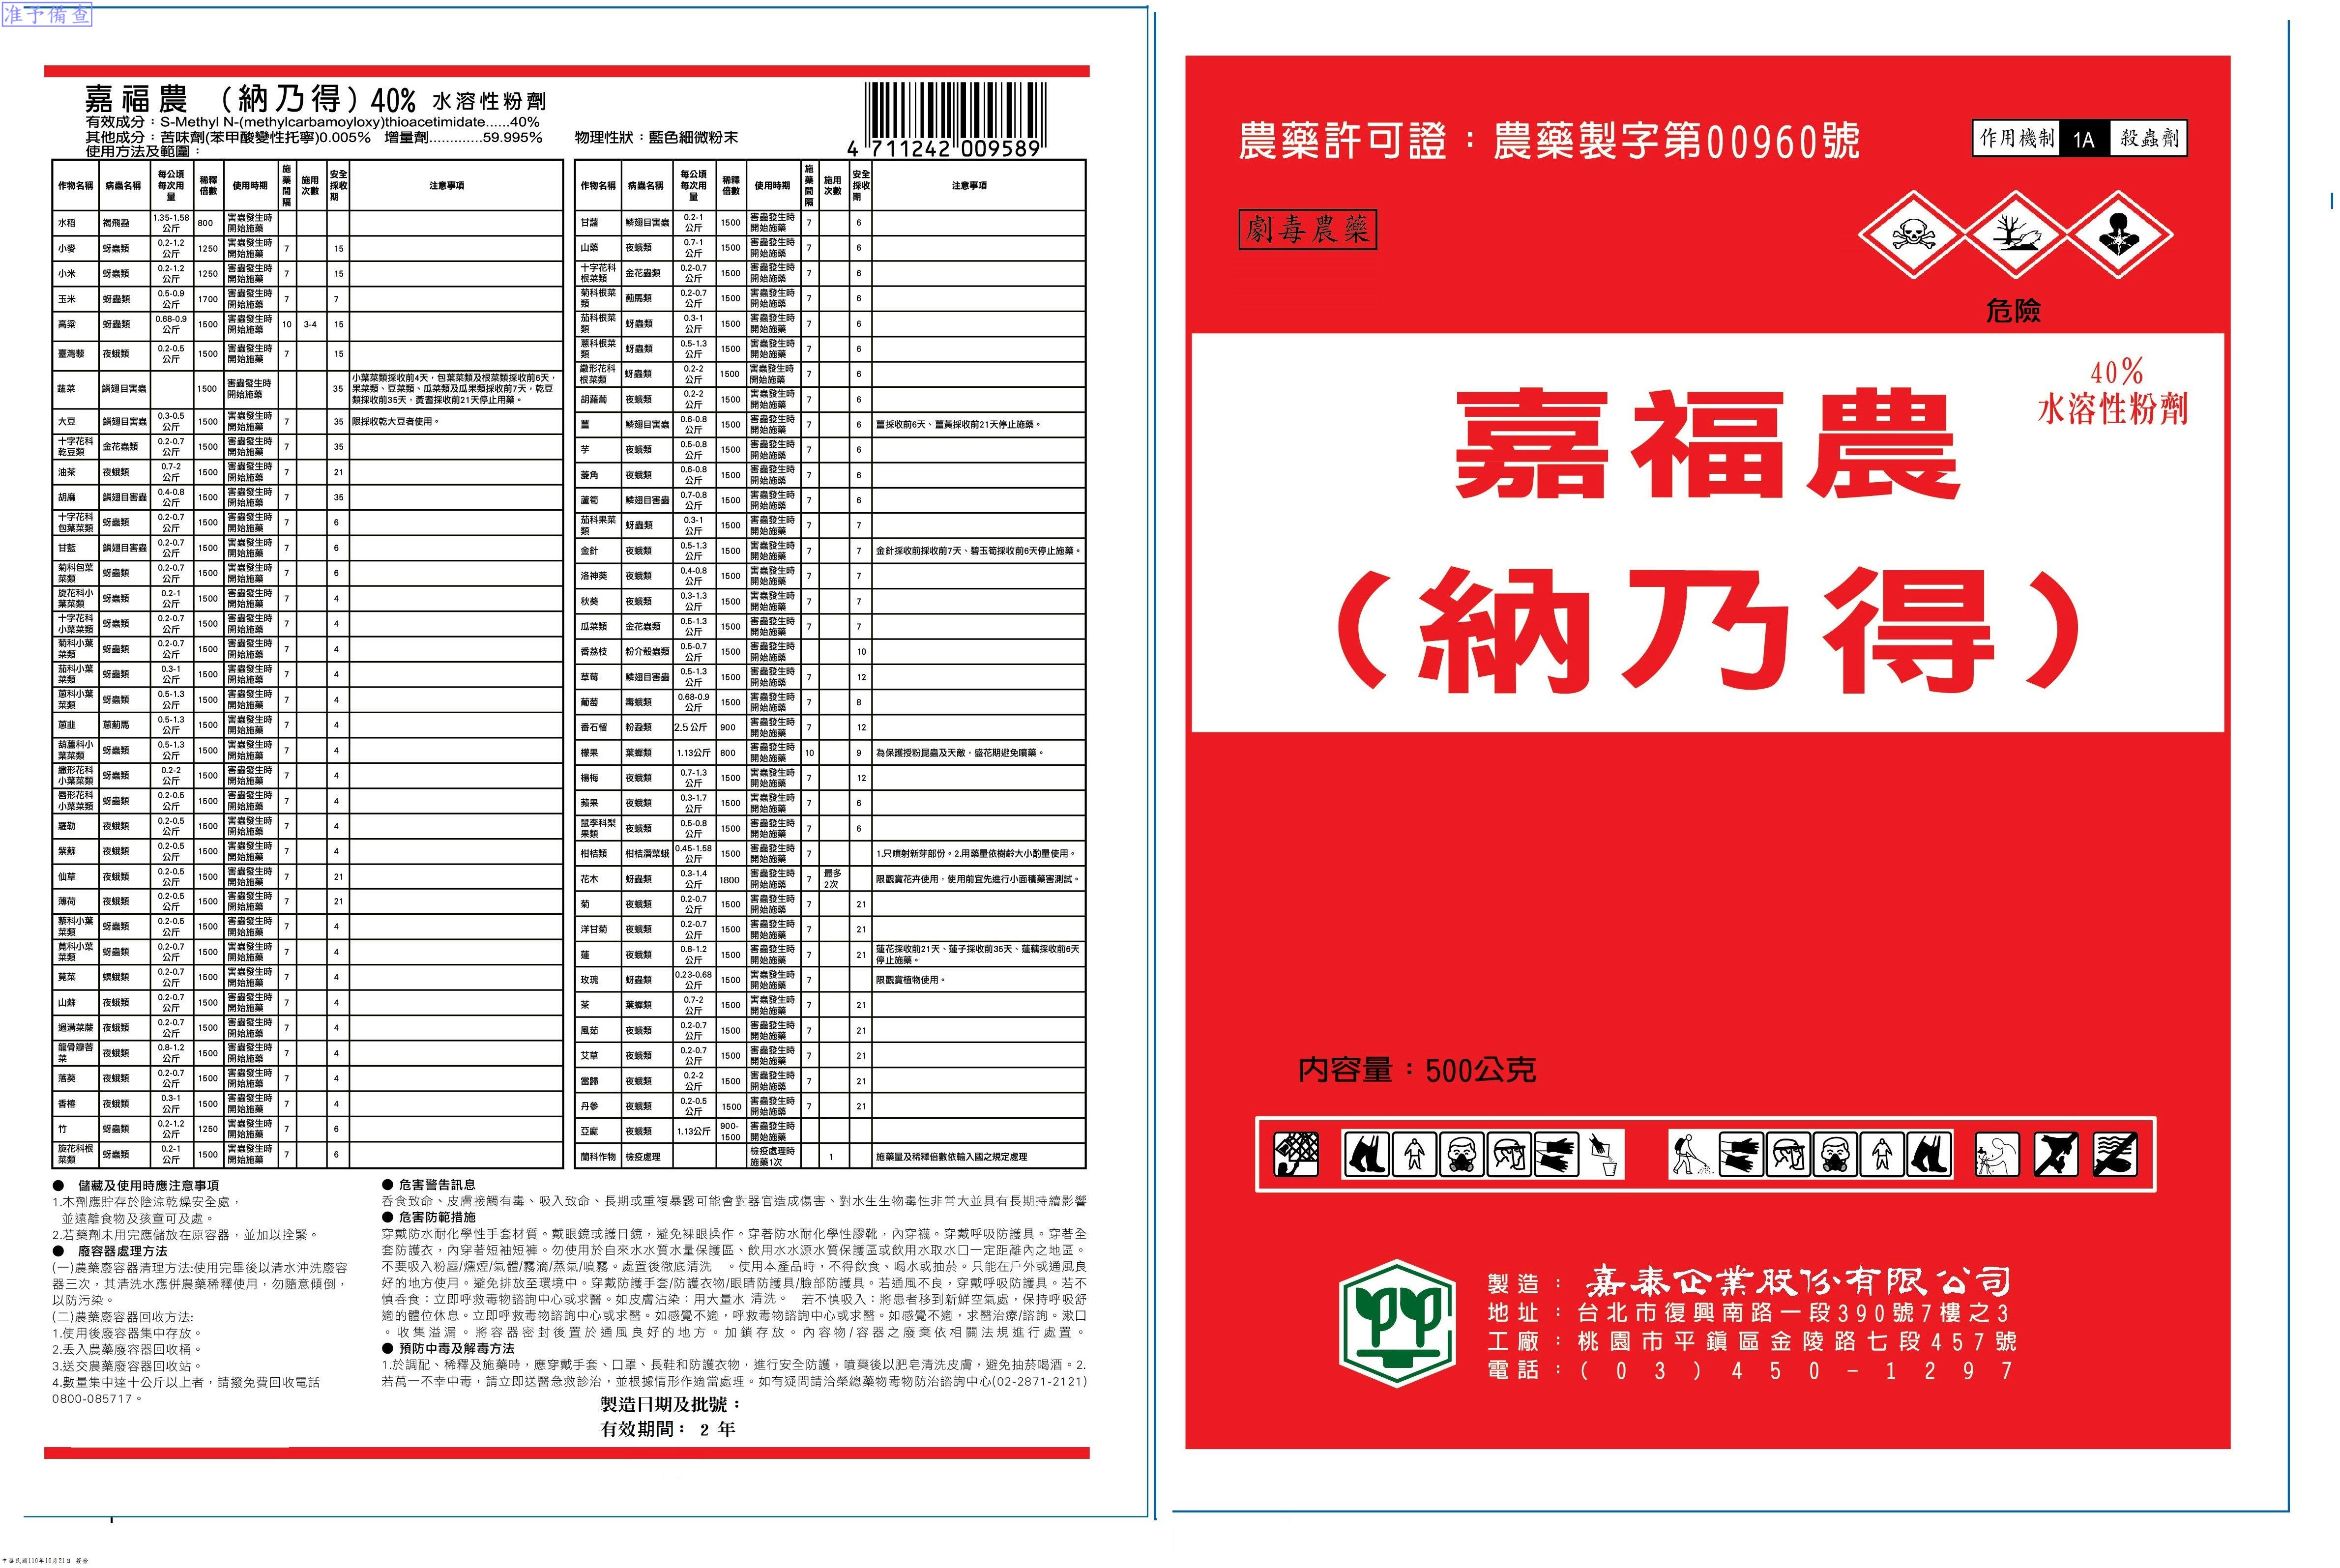 准予備查
嘉福農 (納乃得) 40% 水溶性粉劑
有效成分：S-Methyl N-(methylcarbamoyloxy)thioacetimidate......40%
其他成分：苦味劑(苯甲酸變性托寧)0.005% 增量劑.............59.995%
物理性狀：藍色細微粉末
4 711242 009589
使用方法及範圍：
作物名稱 病蟲名稱 每公頃每次用量 稀釋倍數 使用時期 施藥間隔 施用次數 安全採收期 注意事項
水稻 褐飛蝨 1.35-1.58公斤 800 害蟲發生時開始施藥
小麥 蚜蟲類 0.2-1.2公斤 1250 害蟲發生時開始施藥 7 15
小米 蚜蟲類 0.2-1.2公斤 1250 害蟲發生時開始施藥 7 15
玉米 蚜蟲類 0.5-0.9公斤 1700 害蟲發生時開始施藥 7 7
高粱 蚜蟲類 0.68-0.9公斤 1500 害蟲發生時開始施藥 10 3-4 15
臺灣藜 夜蛾類 0.2-0.5公斤 1500 害蟲發生時開始施藥 7 15
蔬菜 鱗翅目害蟲 1500 害蟲發生時開始施藥 35 小葉菜類採收前4天，包葉菜類及根菜類採收前6天，果菜類、豆菜類、瓜菜類及瓜果類採收前7天，乾豆類採收前35天，黃耆採收前21天停止用藥。
大豆 鱗翅目害蟲 0.3-0.5公斤 1500 害蟲發生時開始施藥 7 35 限採收乾大豆者使用。
十字花科乾豆類 金花蟲類 0.2-0.7公斤 1500 害蟲發生時開始施藥 7 35
油茶 夜蛾類 0.7-2公斤 1500 害蟲發生時開始施藥 7 21
胡麻 鱗翅目害蟲 0.4-0.8公斤 1500 害蟲發生時開始施藥 7 35
十字花科包葉菜類 蚜蟲類 0.2-0.7公斤 1500 害蟲發生時開始施藥 7 6
甘藍 鱗翅目害蟲 0.2-0.7公斤 1500 害蟲發生時開始施藥 7 6
菊科包葉菜類 蚜蟲類 0.2-0.7公斤 1500 害蟲發生時開始施藥 7 6
旋花科小葉菜類 蚜蟲類 0.2-1公斤 1500 害蟲發生時開始施藥 7 4
十字花科小葉菜類 蚜蟲類 0.2-0.7公斤 1500 害蟲發生時開始施藥 7 4
菊科小葉菜類 蚜蟲類 0.2-0.7公斤 1500 害蟲發生時開始施藥 7 4
茄科小葉菜類 蚜蟲類 0.3-1公斤 1500 害蟲發生時開始施藥 7 4
蔥科小葉菜類 蚜蟲類 0.5-1.3公斤 1500 害蟲發生時開始施藥 7 4
蔥韭 蔥薊馬 0.5-1.3公斤 1500 害蟲發生時開始施藥 7 4
葫蘆科小葉菜類 蚜蟲類 0.5-1.3公斤 1500 害蟲發生時開始施藥 7 4
繖形花科小葉菜類 蚜蟲類 0.2-2公斤 1500 害蟲發生時開始施藥 7 4
唇形花科小葉菜類 蚜蟲類 0.2-0.5公斤 1500 害蟲發生時開始施藥 7 4
羅勒 夜蛾類 0.2-0.5公斤 1500 害蟲發生時開始施藥 7 4
紫蘇 夜蛾類 0.2-0.5公斤 1500 害蟲發生時開始施藥 7 4
仙草 夜蛾類 0.2-0.5公斤 1500 害蟲發生時開始施藥 7 21
薄荷 夜蛾類 0.2-0.5公斤 1500 害蟲發生時開始施藥 7 21
藜科小葉菜類 蚜蟲類 0.2-0.5公斤 1500 害蟲發生時開始施藥 7 4
莧科小葉菜類 蚜蟲類 0.2-0.7公斤 1500 害蟲發生時開始施藥 7 4
莧菜 螟蛾類 0.2-0.7公斤 1500 害蟲發生時開始施藥 7 4
山蘇 夜蛾類 0.2-0.7公斤 1500 害蟲發生時開始施藥 7 4
過溝菜蕨 夜蛾類 0.2-0.7公斤 1500 害蟲發生時開始施藥 7 4
龍骨瓣莕菜 夜蛾類 0.8-1.2公斤 1500 害蟲發生時開始施藥 7 4
落葵 夜蛾類 0.2-0.7公斤 1500 害蟲發生時開始施藥 7 4
香椿 夜蛾類 0.3-1公斤 1500 害蟲發生時開始施藥 7 4
竹 蚜蟲類 0.2-1.2公斤 1250 害蟲發生時開始施藥 7 6
旋花科根菜類 蚜蟲類 0.2-1公斤 1500 害蟲發生時開始施藥 7 6
作物名稱 病蟲名稱 每公頃每次用量 稀釋倍數 使用時期 施藥間隔 施用次數 安全採收期 注意事項
甘藷 鱗翅目害蟲 0.2-1公斤 1500 害蟲發生時開始施藥 7 6
山藥 夜蛾類 0.7-1公斤 1500 害蟲發生時開始施藥 7 6
十字花科根菜類 金花蟲類 0.2-0.7公斤 1500 害蟲發生時開始施藥 7 6
菊科根菜類 薊馬類 0.2-0.7公斤 1500 害蟲發生時開始施藥 7 6
茄科根菜類 蚜蟲類 0.3-1公斤 1500 害蟲發生時開始施藥 7 6
蔥科根菜類 蚜蟲類 0.5-1.3公斤 1500 害蟲發生時開始施藥 7 6
繖形花科根菜類 蚜蟲類 0.2-2公斤 1500 害蟲發生時開始施藥 7 6
胡蘿蔔 夜蛾類 0.2-2公斤 1500 害蟲發生時開始施藥 7 6
薑 鱗翅目害蟲 0.6-0.8公斤 1500 害蟲發生時開始施藥 7 6 薑採收前6天、薑黃採收前21天停止施藥。
芋 夜蛾類 0.5-0.8公斤 1500 害蟲發生時開始施藥 7 6
菱角 夜蛾類 0.6-0.8公斤 1500 害蟲發生時開始施藥 7 6
蘆筍 鱗翅目害蟲 0.7-0.8公斤 1500 害蟲發生時開始施藥 7 6
茄科果菜類 蚜蟲類 0.3-1公斤 1500 害蟲發生時開始施藥 7 7
金針 夜蛾類 0.5-1.3公斤 1500 害蟲發生時開始施藥 7 7 金針採收前採收前7天、碧玉筍採收前6天停止施藥。
洛神葵 夜蛾類 0.4-0.8公斤 1500 害蟲發生時開始施藥 7 7
秋葵 夜蛾類 0.3-1.3公斤 1500 害蟲發生時開始施藥 7 7
瓜菜類 金花蟲類 0.5-1.3公斤 1500 害蟲發生時開始施藥 7 7
番荔枝 粉介殼蟲類 0.5-0.7公斤 1500 害蟲發生時開始施藥 10
草莓 鱗翅目害蟲 0.5-1.3公斤 1500 害蟲發生時開始施藥 7 12
葡萄 毒蛾類 0.68-0.9公斤 1500 害蟲發生時開始施藥 7 8
番石榴 粉蝨類 2.5公斤 900 害蟲發生時開始施藥 7 12
檬果 葉蟬類 1.13公斤 800 害蟲發生時開始施藥 10 9 為保護授粉昆蟲及天敵，盛花期避免噴藥。
楊梅 夜蛾類 0.7-1.3公斤 1500 害蟲發生時開始施藥 7 12
蘋果 夜蛾類 0.3-1.7公斤 1500 害蟲發生時開始施藥 7 6
鼠李科梨果類 夜蛾類 0.5-0.8公斤 1500 害蟲發生時開始施藥 7 6
柑桔類 柑桔潛葉蛾 0.45-1.58公斤 1500 害蟲發生時開始施藥 7 1.只噴射新芽部份。2.用藥量依樹齡大小酌量使用。
花木 蚜蟲類 0.3-1.4公斤 1800 害蟲發生時開始施藥 7 最多2次 限觀賞花卉使用，使用前宜先進行小面積藥害測試。
菊 夜蛾類 0.2-0.7公斤 1500 害蟲發生時開始施藥 7 21
洋甘菊 夜蛾類 0.2-0.7公斤 1500 害蟲發生時開始施藥 7 21
蓮 夜蛾類 0.8-1.2公斤 1500 害蟲發生時開始施藥 7 21 蓮花採收前21天、蓮子採收前35天、蓮藕採收前6天停止施藥。
玫瑰 蚜蟲類 0.23-0.68公斤 1500 害蟲發生時開始施藥 7 限觀賞植物使用。
茶 葉蟬類 0.7-2公斤 1500 害蟲發生時開始施藥 7 21
風茹 夜蛾類 0.2-0.7公斤 1500 害蟲發生時開始施藥 7 21
艾草 夜蛾類 0.2-0.7公斤 1500 害蟲發生時開始施藥 7 21
當歸 夜蛾類 0.2-2公斤 1500 害蟲發生時開始施藥 7 21
丹參 夜蛾類 0.2-0.5公斤 1500 害蟲發生時開始施藥 7 21
亞麻 夜蛾類 1.13公斤 900-1500 害蟲發生時開始施藥
蘭科作物 檢疫處理 檢疫處理時施藥1次 1 施藥量及稀釋倍數依輸入國之規定處理
● 儲藏及使用時應注意事項
1.本劑應貯存於陰涼乾燥安全處，
並遠離食物及孩童可及處。
2.若藥劑未用完應儲放在原容器，並加以拴緊。
● 廢容器處理方法
(一)農藥廢容器清理方法:使用完畢後以清水沖洗廢容
器三次，其清洗水應併農藥稀釋使用，勿隨意傾倒，
以防污染。
(二)農藥廢容器回收方法:
1.使用後廢容器集中存放。
2.丟入農藥廢容器回收桶。
3.送交農藥廢容器回收站。
4.數量集中達十公斤以上者，請撥免費回收電話
0800-085717。
● 危害警告訊息
吞食致命、皮膚接觸有毒、吸入致命、長期或重複暴露可能會對器官造成傷害、對水生生物毒性非常大並具有長期持續影響
● 危害防範措施
穿戴防水耐化學性手套材質。戴眼鏡或護目鏡，避免裸眼操作。穿著防水耐化學性膠靴，內穿襪。穿戴呼吸防護具。穿著全
套防護衣，內穿著短袖短褲。勿使用於自來水水質水量保護區、飲用水水源水質保護區或飲用水取水口一定距離內之地區。
不要吸入粉塵/燻煙/氣體/霧滴/蒸氣/噴霧。處置後徹底清洗 。使用本產品時，不得飲食、喝水或抽菸。只能在戶外或通風良
好的地方使用。避免排放至環境中。穿戴防護手套/防護衣物/眼睛防護具/臉部防護具。若通風不良，穿戴呼吸防護具。若不
慎吞食：立即呼救毒物諮詢中心或求醫。如皮膚沾染：用大量水 清洗。 若不慎吸入：將患者移到新鮮空氣處，保持呼吸舒
適的體位休息。立即呼救毒物諮詢中心或求醫。如感覺不適，呼救毒物諮詢中心或求醫。如感覺不適，求醫治療/諮詢。漱口
。收集溢漏。將容器密封後置於通風良好的地方。加鎖存放。內容物/容器之廢棄依相關法規進行處置。
● 預防中毒及解毒方法
1.於調配、稀釋及施藥時，應穿戴手套、口罩、長鞋和防護衣物，進行安全防護，噴藥後以肥皂清洗皮膚，避免抽菸喝酒。2.
若萬一不幸中毒，請立即送醫急救診治，並根據情形作適當處理。如有疑問請洽榮總藥物毒物防治諮詢中心(02-2871-2121)
製造日期及批號：
有效期間： 2 年
農藥許可證：農藥製字第00960號
作用機制 1A 殺蟲劑
劇毒農藥
危險
40%
水溶性粉劑
嘉福農
(納乃得)
內容量：500公克
製造：嘉泰企業股份有限公司
地址：台北市復興南路一段390號7樓之3
工廠：桃園市平鎮區金陵路七段457號
電話：(03)450-1297
中華民國110年10月21日 簽發